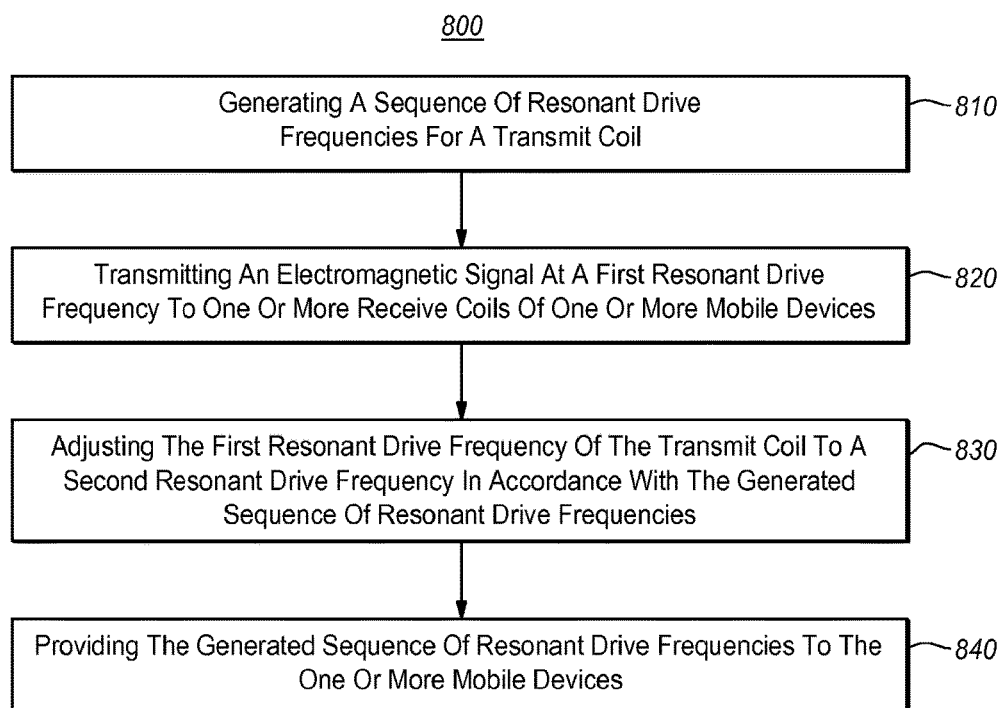 800
Generating A Sequence Of Resonant Drive
Frequencies For A Transmit Coil
810
Transmitting An Electromagnetic Signal At A First Resonant Drive
Frequency To One Or More Receive Coils Of One Or More Mobile Devices
820
Adjusting The First Resonant Drive Frequency Of The Transmit Coil To A
Second Resonant Drive Frequency In Accordance With The Generated
Sequence Of Resonant Drive Frequencies
830
Providing The Generated Sequence Of Resonant Drive Frequencies To The
One Or More Mobile Devices
840